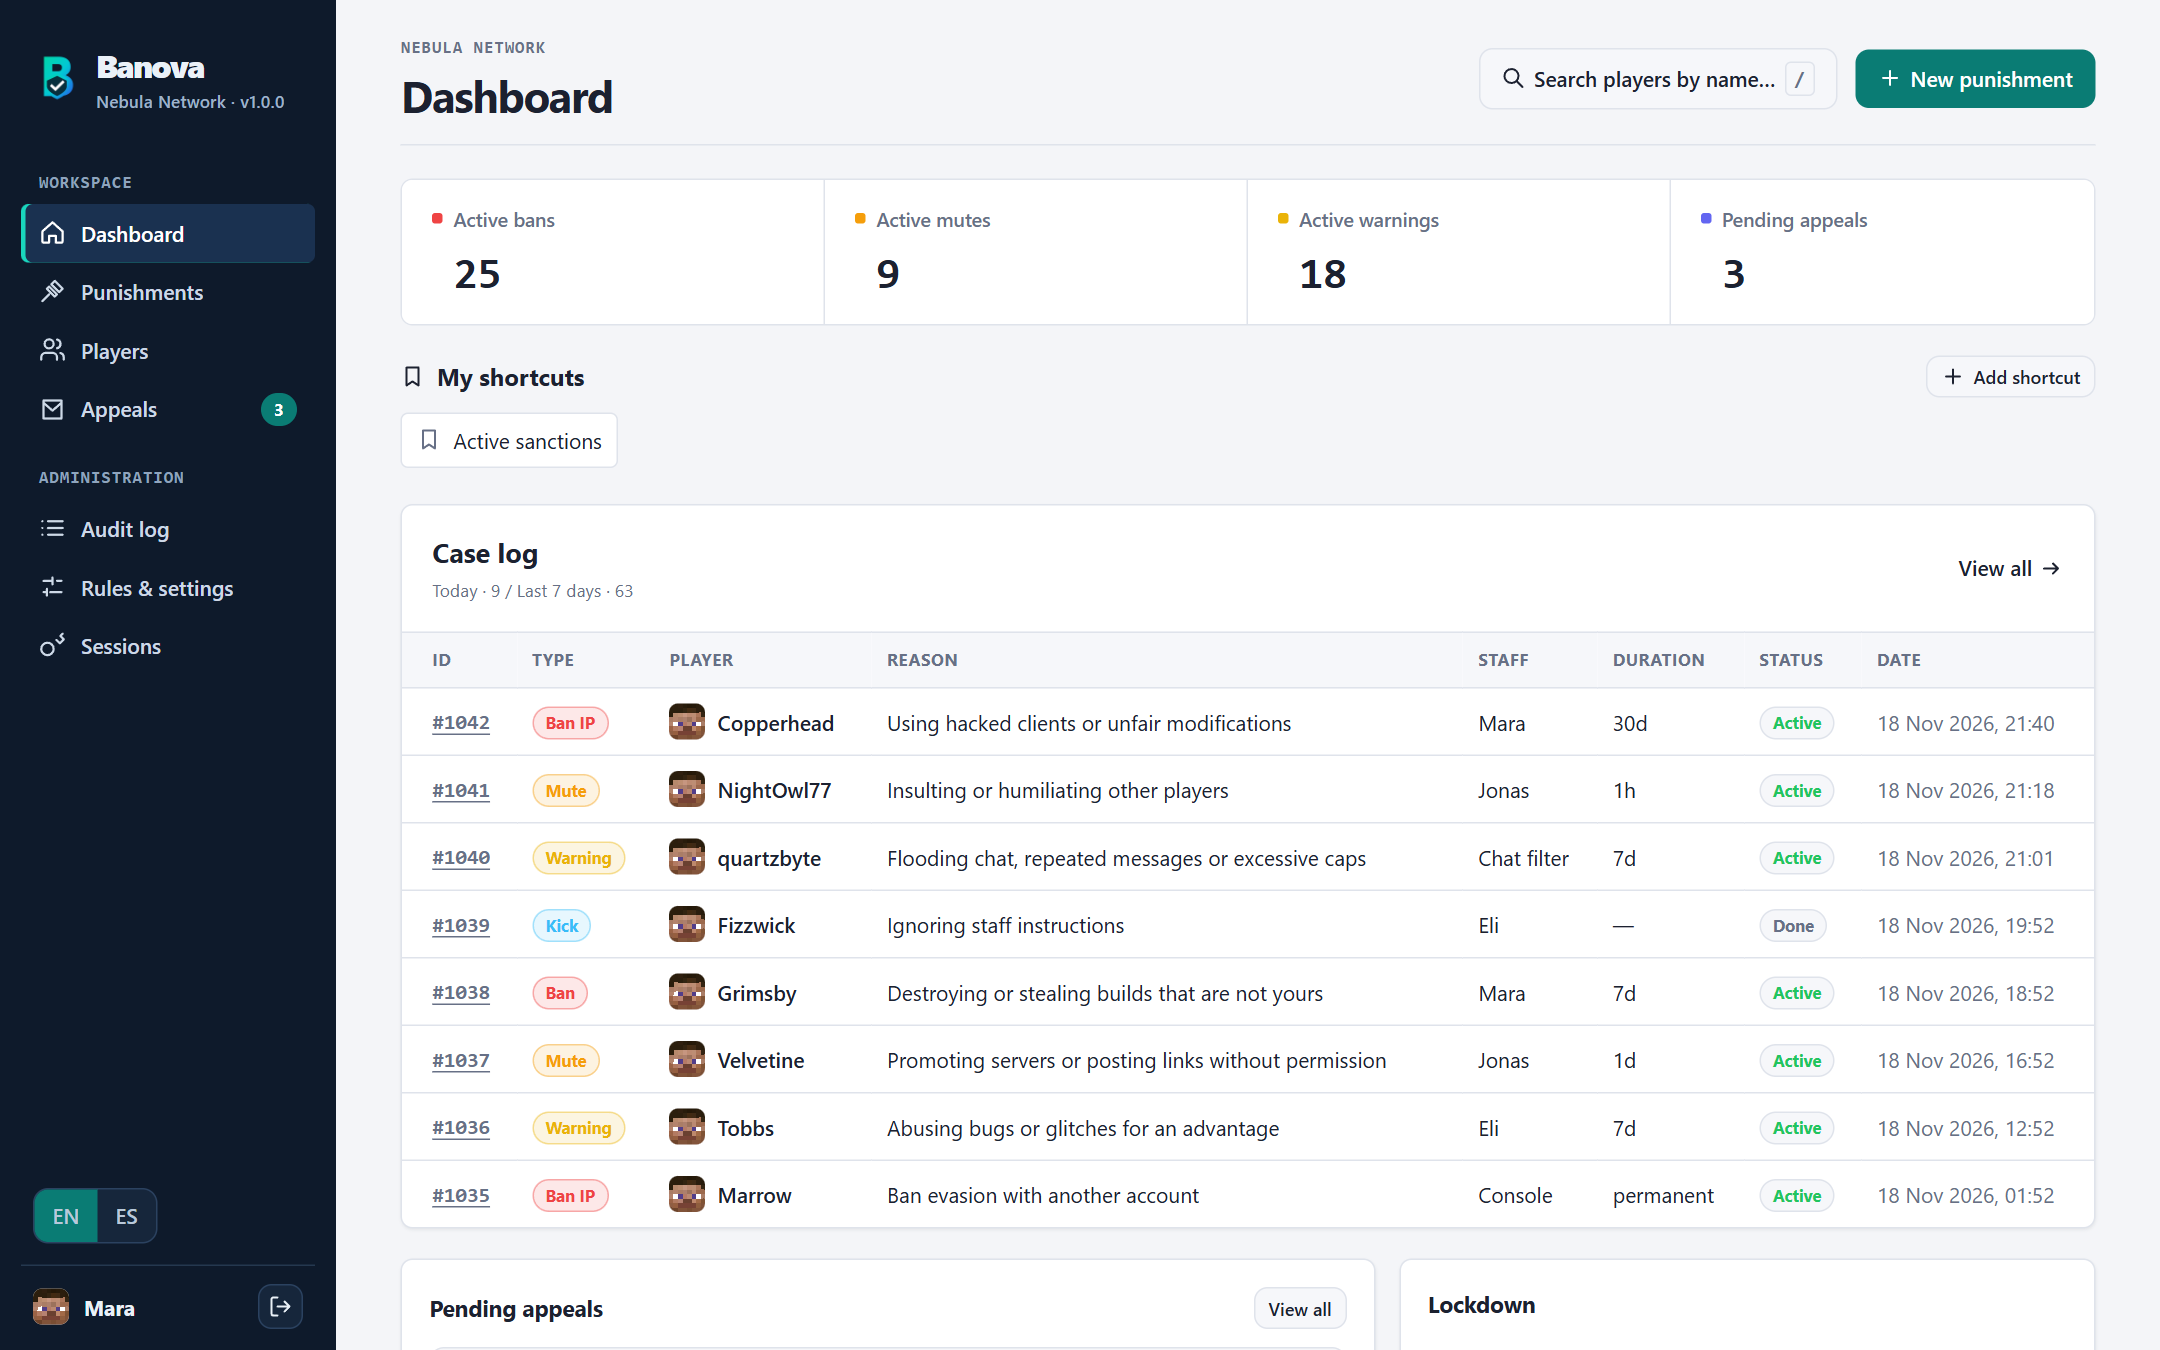 Banova
Nebula Network · v1.0.0
WORKSPACE
Dashboard
Punishments
Players
Appeals 3
ADMINISTRATION
Audit log
Rules & settings
Sessions
EN ES
Mara
NEBULA NETWORK
Dashboard
Search players by name... /
+ New punishment
Active bans
25
Active mutes
9
Active warnings
18
Pending appeals
3
My shortcuts
+ Add shortcut
Active sanctions
Case log
Today · 9 / Last 7 days · 63
View all →
ID TYPE PLAYER REASON STAFF DURATION STATUS DATE
#1042 Ban IP Copperhead Using hacked clients or unfair modifications Mara 30d Active 18 Nov 2026, 21:40
#1041 Mute NightOwl77 Insulting or humiliating other players Jonas 1h Active 18 Nov 2026, 21:18
#1040 Warning quartzbyte Flooding chat, repeated messages or excessive caps Chat filter 7d Active 18 Nov 2026, 21:01
#1039 Kick Fizzwick Ignoring staff instructions Eli — Done 18 Nov 2026, 19:52
#1038 Ban Grimsby Destroying or stealing builds that are not yours Mara 7d Active 18 Nov 2026, 18:52
#1037 Mute Velvetine Promoting servers or posting links without permission Jonas 1d Active 18 Nov 2026, 16:52
#1036 Warning Tobbs Abusing bugs or glitches for an advantage Eli 7d Active 18 Nov 2026, 12:52
#1035 Ban IP Marrow Ban evasion with another account Console permanent Active 18 Nov 2026, 01:52
Pending appeals
View all
Lockdown